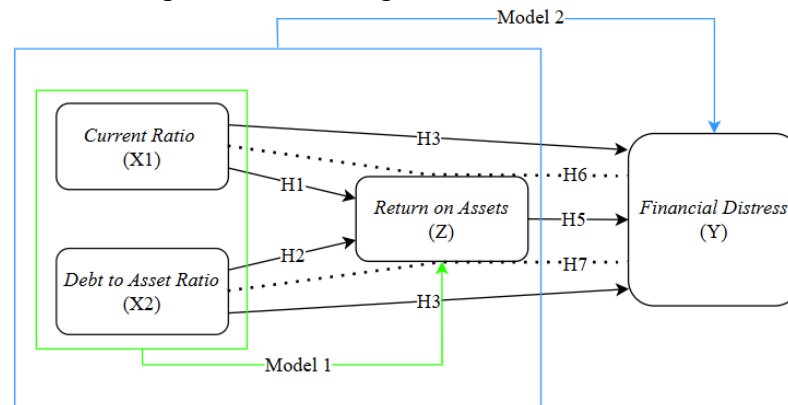 Model 2
Current Ratio
(X1)
H3
H6
H1
Return on Assets
(Z)
H5
Financial Distress
(Y)
H2
H7
Debt to Asset Ratio
(X2)
H3
Model 1